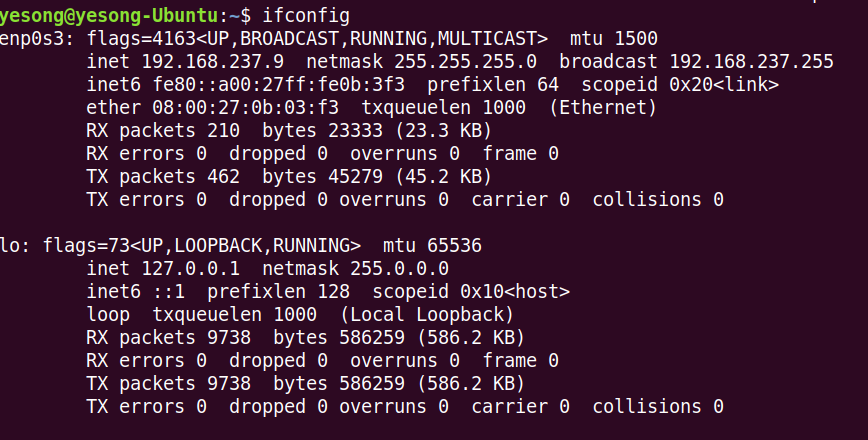 yesong@yesong-Ubuntu:~$ ifconfig
enp0s3: flags=4163<UP,BROADCAST,RUNNING,MULTICAST>  mtu 1500
        inet 192.168.237.9  netmask 255.255.255.0  broadcast 192.168.237.255
        inet6 fe80::a00:27ff:fe0b:3f3  prefixlen 64  scopeid 0x20<link>
        ether 08:00:27:0b:03:f3  txqueuelen 1000  (Ethernet)
        RX packets 210  bytes 23333 (23.3 KB)
        RX errors 0  dropped 0  overruns 0  frame 0
        TX packets 462  bytes 45279 (45.2 KB)
        TX errors 0  dropped 0 overruns 0  carrier 0  collisions 0

lo: flags=73<UP,LOOPBACK,RUNNING>  mtu 65536
        inet 127.0.0.1  netmask 255.0.0.0
        inet6 ::1  prefixlen 128  scopeid 0x10<host>
        loop  txqueuelen 1000  (Local Loopback)
        RX packets 9738  bytes 586259 (586.2 KB)
        RX errors 0  dropped 0  overruns 0  frame 0
        TX packets 9738  bytes 586259 (586.2 KB)
        TX errors 0  dropped 0 overruns 0  carrier 0  collisions 0